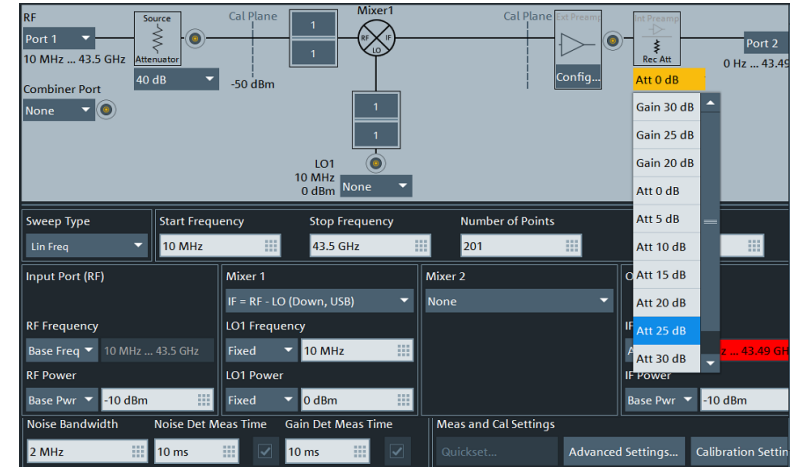 RF
Source
Cal Plane
Mixer1
Cal Plane
Ext Preamp
Int Preamp
Port 1
1
RF
IF
LO
Port 2
10 MHz ... 43.5 GHz
Attenuator
1
Rec Att
0 Hz ... 43.49
40 dB
-50 dBm
Config...
Att 0 dB
Combiner Port
None
1
1
Gain 30 dB
Gain 25 dB
Gain 20 dB
Att 0 dB
Att 5 dB
Att 10 dB
Att 15 dB
Att 20 dB
Att 25 dB
Att 30 dB
LO1
10 MHz
0 dBm
None
Sweep Type
Start Frequency
Stop Frequency
Number of Points
Lin Freq
10 MHz
43.5 GHz
201
Input Port (RF)
Mixer 1
Mixer 2
IF = RF - LO (Down, USB)
None
RF Frequency
LO1 Frequency
Base Freq
10 MHz ... 43.5 GHz
Fixed
10 MHz
z ... 43.49 GH
RF Power
LO1 Power
IF Power
Base Pwr
-10 dBm
Fixed
0 dBm
Base Pwr
-10 dBm
Noise Bandwidth
Noise Det Meas Time
Gain Det Meas Time
Meas and Cal Settings
2 MHz
10 ms
10 ms
Quickset...
Advanced Settings...
Calibration Settin